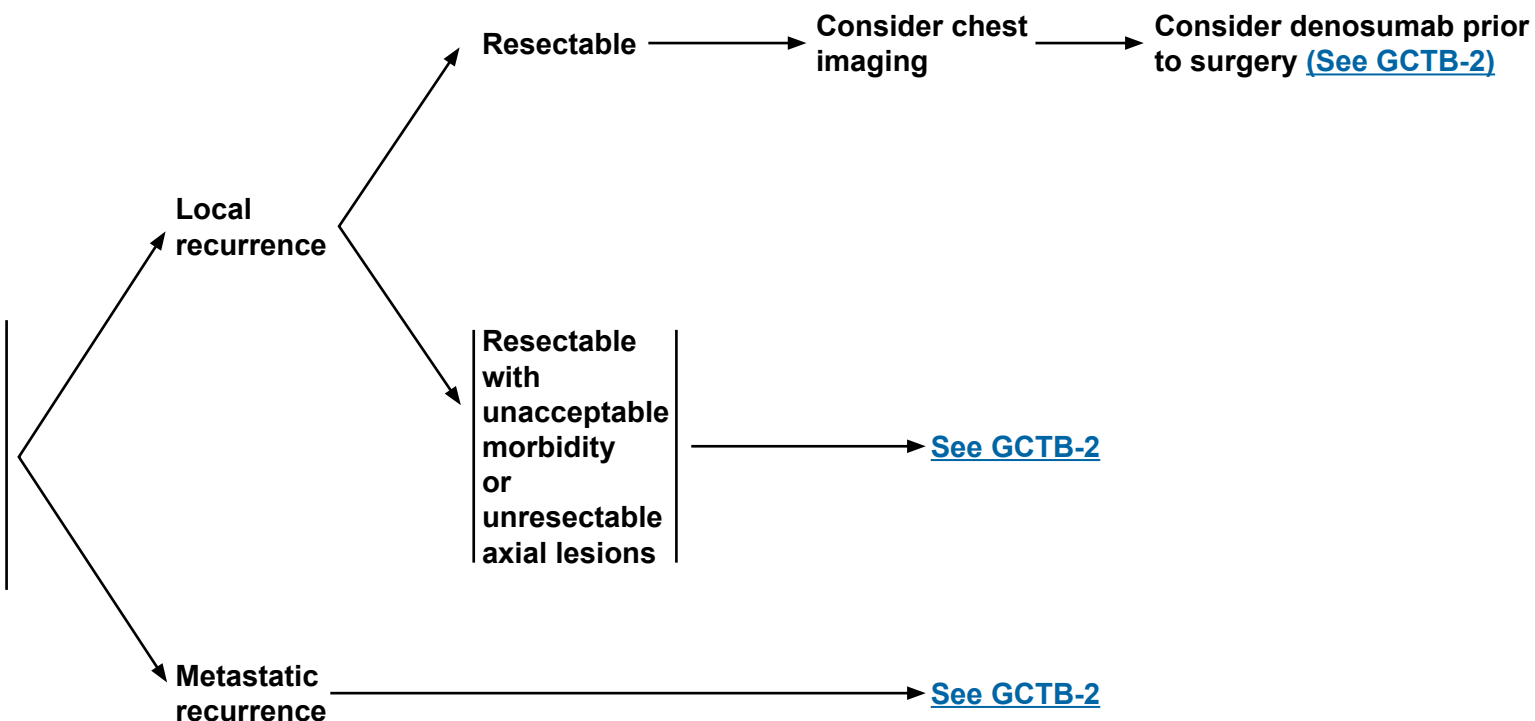 Resectable
Consider chest
imaging
Consider denosumab prior
to surgery (See GCTB-2)
Local
recurrence
Resectable
with
unacceptable
morbidity
or
unresectable
axial lesions
See GCTB-2
Metastatic
recurrence
See GCTB-2